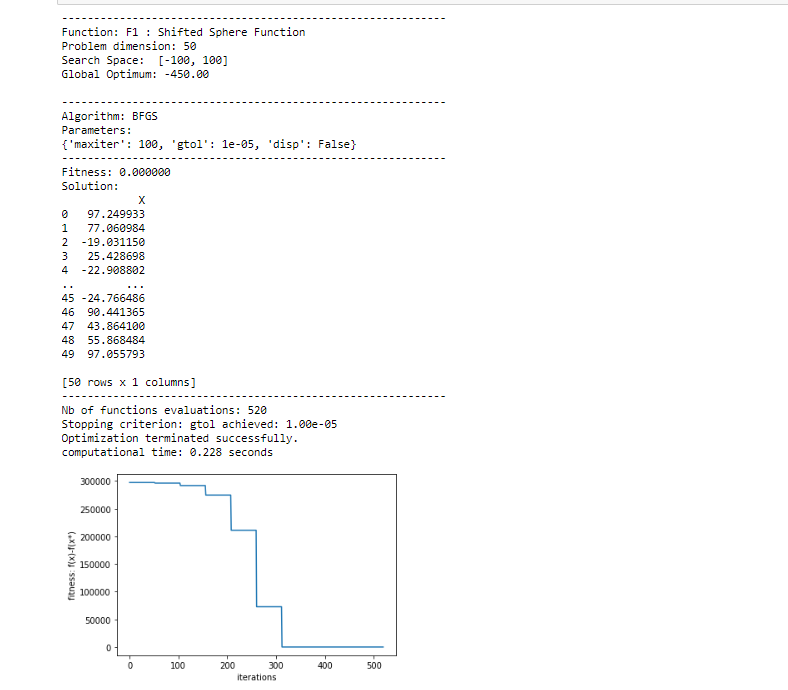 ------------------------------------------------------------
Function: F1 : Shifted Sphere Function
Problem dimension: 50
Search Space:  [-100, 100]
Global Optimum: -450.00
------------------------------------------------------------
Algorithm: BFGS
Parameters:
{'maxiter': 100, 'gtol': 1e-05, 'disp': False}
------------------------------------------------------------
Fitness: 0.000000
Solution:
            X
0   97.249933
1   77.060984
2  -19.031150
3   25.428698
4  -22.908802
..        ...
45 -24.766486
46  90.441365
47  43.864100
48  55.868484
49  97.055793
[50 rows x 1 columns]
------------------------------------------------------------
Nb of functions evaluations: 520
Stopping criterion: gtol achieved: 1.00e-05
Optimization terminated successfully.
computational time: 0.228 seconds
fitness: f(x)-f(x*)
300000
250000
200000
150000
100000
50000
0
0 100 200 300 400 500
iterations